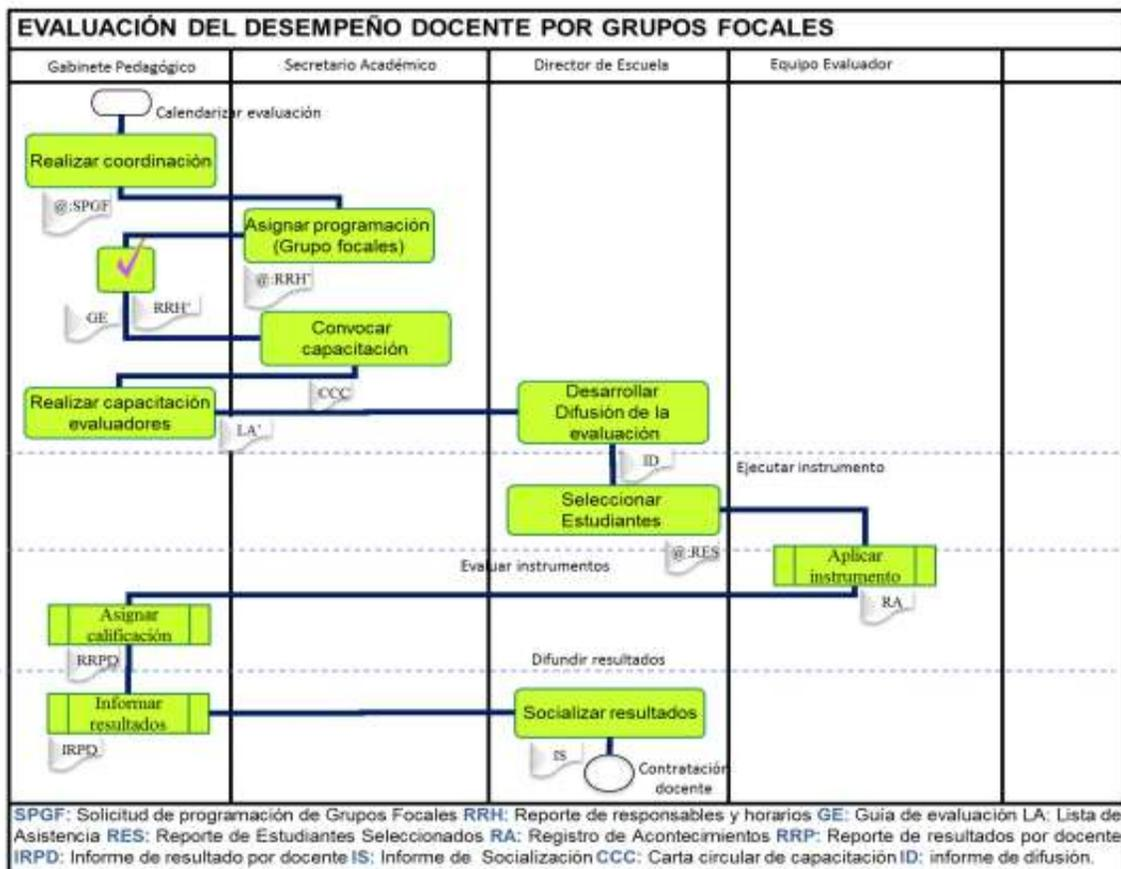 EVALUACIÓN DEL DESEMPEÑO DOCENTE POR GRUPOS FOCALES
Gabinete Pedagógico
Secretario Académico
Director de Escuela
Equipo Evaluador
Calendarizar evaluación
Realizar coordinación
@:SPGF
Asignar programación
(Grupo focales)
@:RRH'
GE
RRH'
Convocar
capacitación
CCC
Realizar capacitación
evaluadores
LA'
Desarrollar
Difusión de la
evaluación
ID
Ejecutar instrumento
Seleccionar
Estudiantes
@:RES
Aplicar
instrumento
RA
Evaluar instrumentos
Asignar
calificación
RRPD
Difundir resultados
Informar
resultados
IRPD
Socializar resultados
IS
Contratación
docente
SPGF: Solicitud de programación de Grupos Focales RRH: Reporte de responsables y horarios GE: Guia de evaluación LA: Lista de
Asistencia RES: Reporte de Estudiantes Seleccionados RA: Registro de Acontecimientos RRP: Reporte de resultados por docente
IRPD: Informe de resultado por docente IS: Informe de Socialización CCC: Carta circular de capacitación ID: informe de difusión.